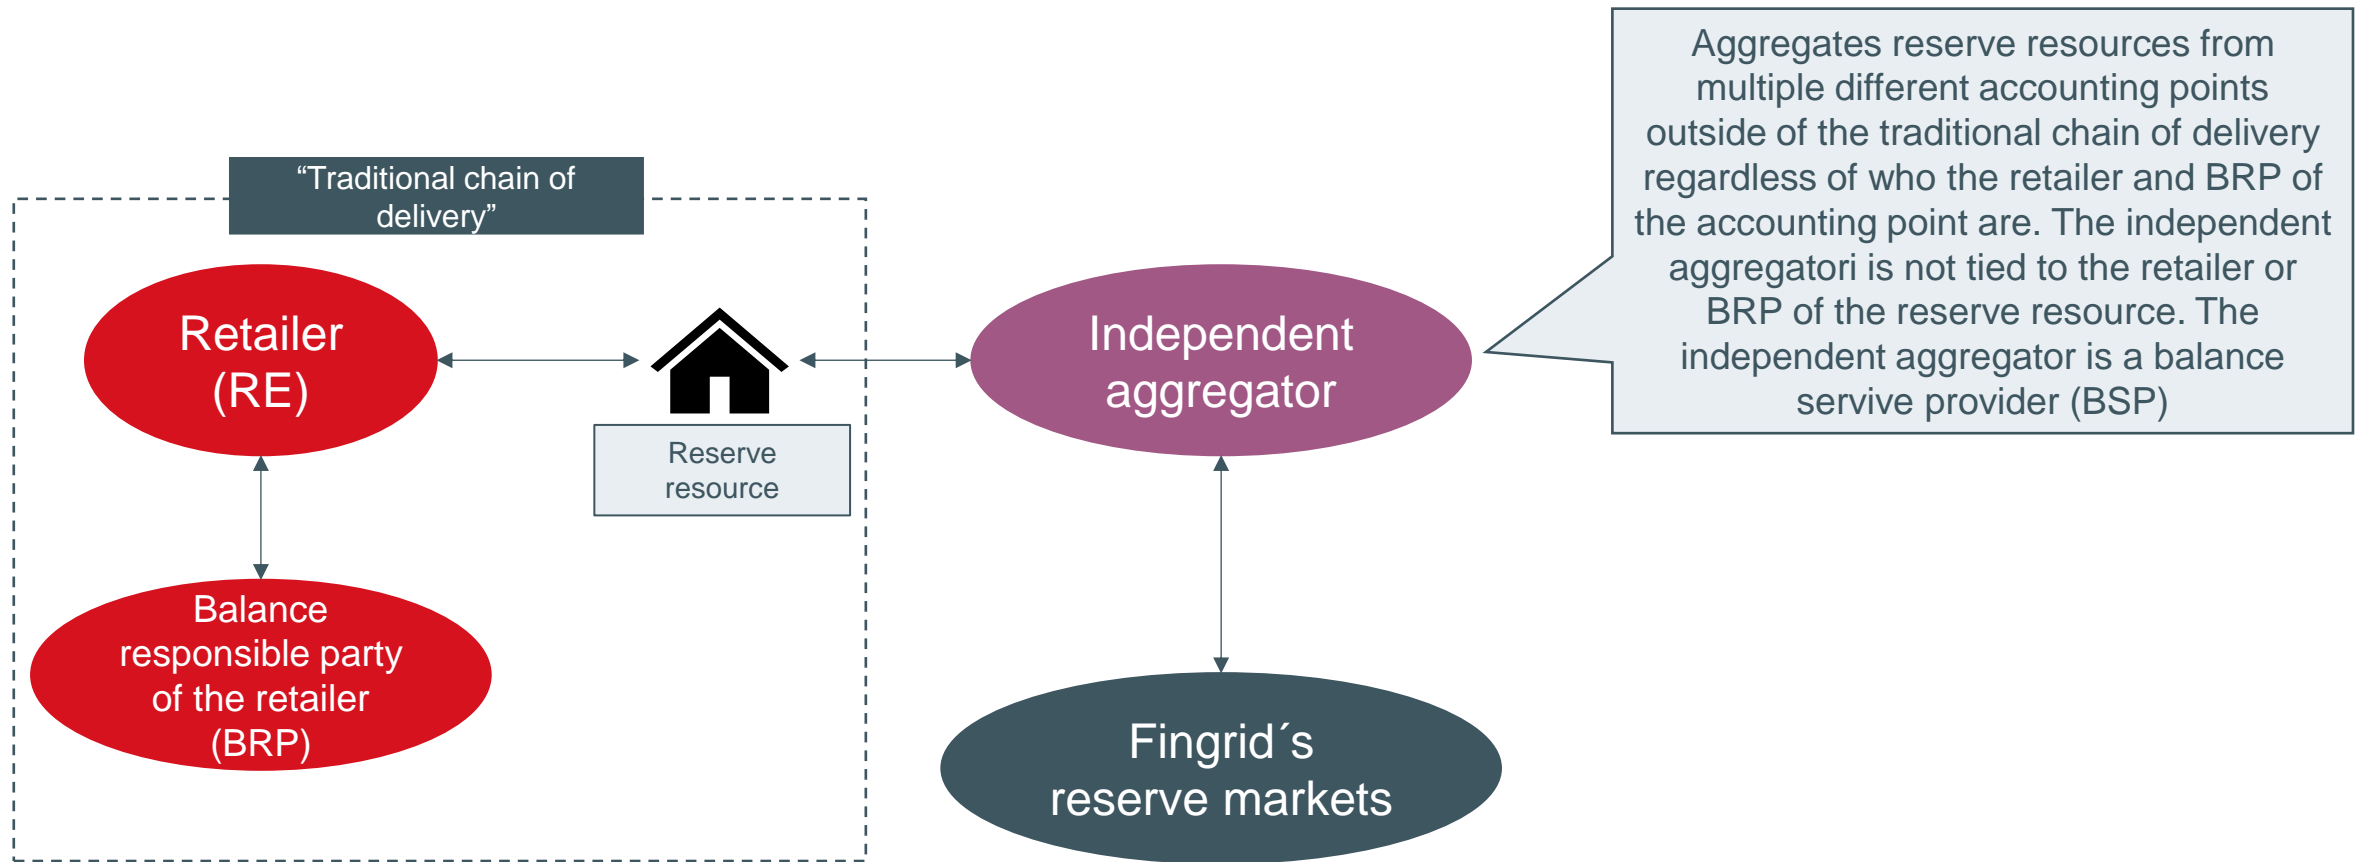 Aggregates reserve resources from
multiple different accounting points
outside of the traditional chain of delivery
regardless of who the retailer and BRP of
the accounting point are. The independent
aggregatori is not tied to the retailer or
BRP of the reserve resource. The
independent aggregator is a balance
servive provider (BSP)
“Traditional chain of
delivery”
Retailer
(RE)
Reserve
resource
Independent
aggregator
Balance
responsible party
of the retailer
(BRP)
Fingrid´s
reserve markets